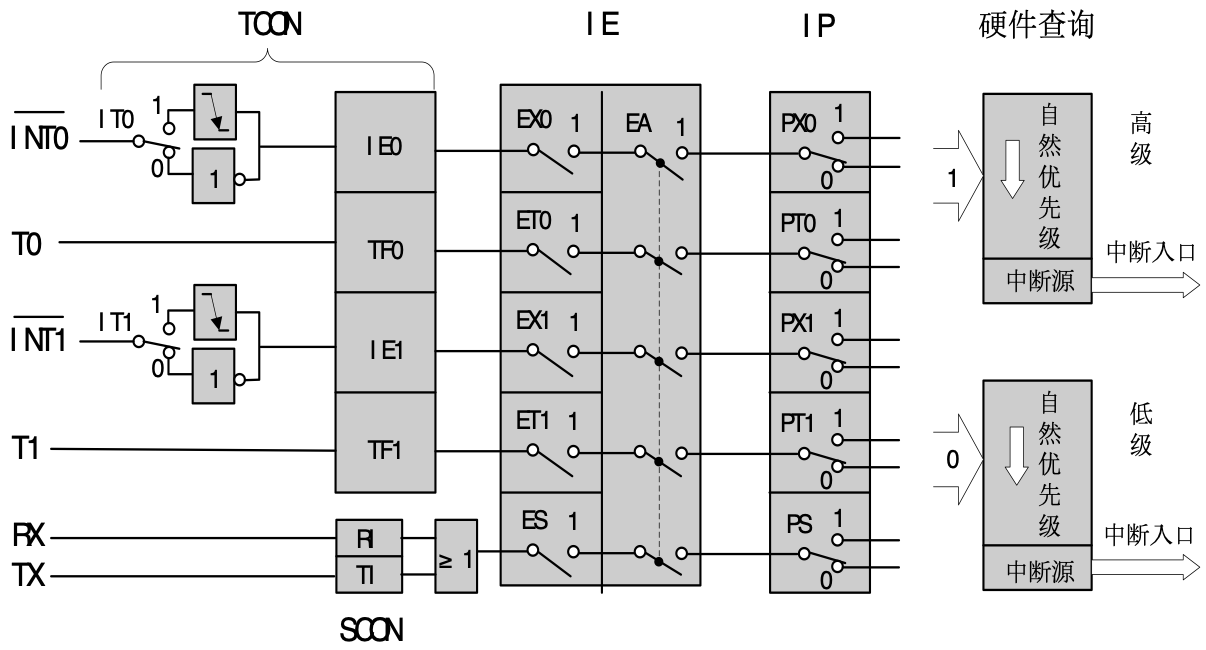 TCON IE IP 硬件查询
INT0 IT0 1 0 1 IE0 EX0 1 EA 1 PX0 1 0 1 自然优先级 高级
T0 TF0 ET0 1 PT0 1 0 中断源 中断入口
INT1 IT1 1 0 1 IE1 EX1 1 PX1 1 0
T1 TF1 ET1 1 PT1 1 0 0 自然优先级 低级
RX RI ≥ 1 ES 1 PS 1 0 中断源 中断入口
TX TI
SCON